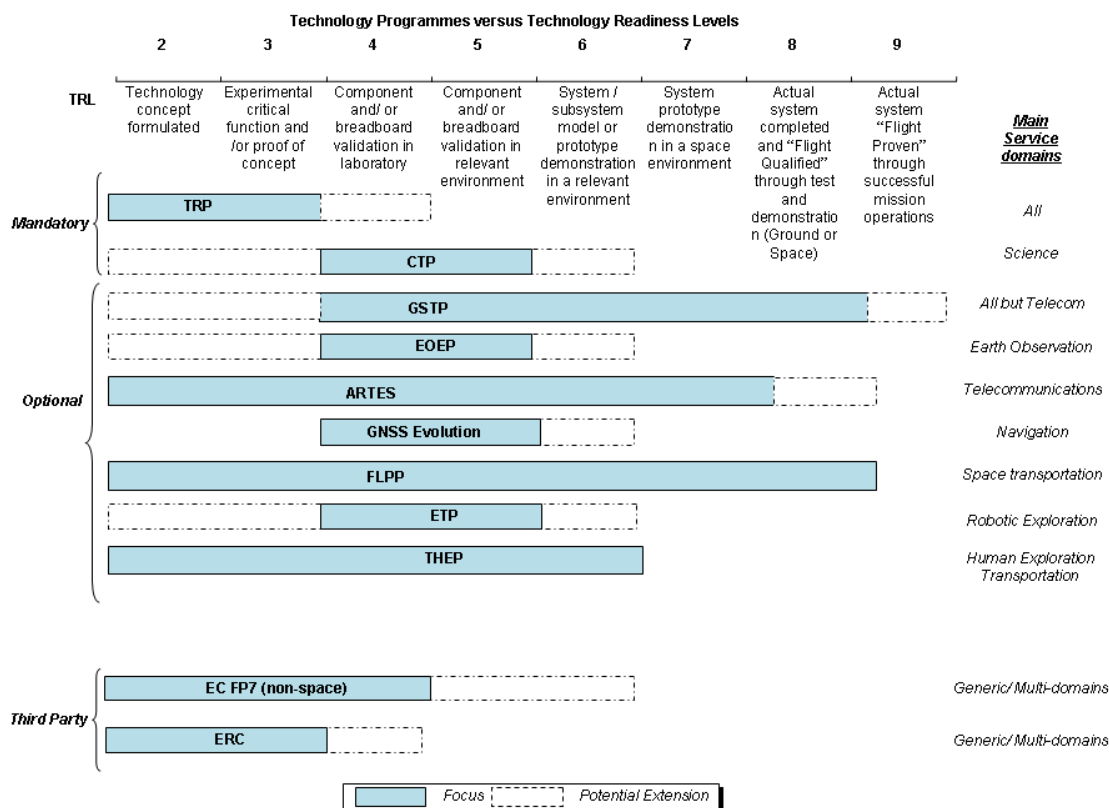 Technology Programmes versus Technology Readiness Levels
2 3 4 5 6 7 8 9
TRL
Technology
concept
formulated
Experimental
critical
function and
/or proof of
concept
Component
and/ or
breadboard
validation in
laboratory
Component
and/ or
breadboard
validation in
relevant
environment
System /
subsystem
model or
prototype
demonstration
in a relevant
environment
System
prototype
demonstratio
n in a space
environment
Actual
system
completed
and “Flight
Qualified”
through test
and
demonstratio
n (Ground or
Space)
Actual
system
“Flight
Proven”
through
successful
mission
operations
Main
Service
domains
Mandatory
TRP
All
CTP
Science
Optional
GSTP
All but Telecom
EOEP
Earth Observation
ARTES
Telecommunications
GNSS Evolution
Navigation
FLPP
Space transportation
ETP
Robotic Exploration
THEP
Human Exploration
Transportation
Third Party
EC FP7 (non-space)
Generic/ Multi-domains
ERC
Generic/ Multi-domains
Focus
Potential Extension